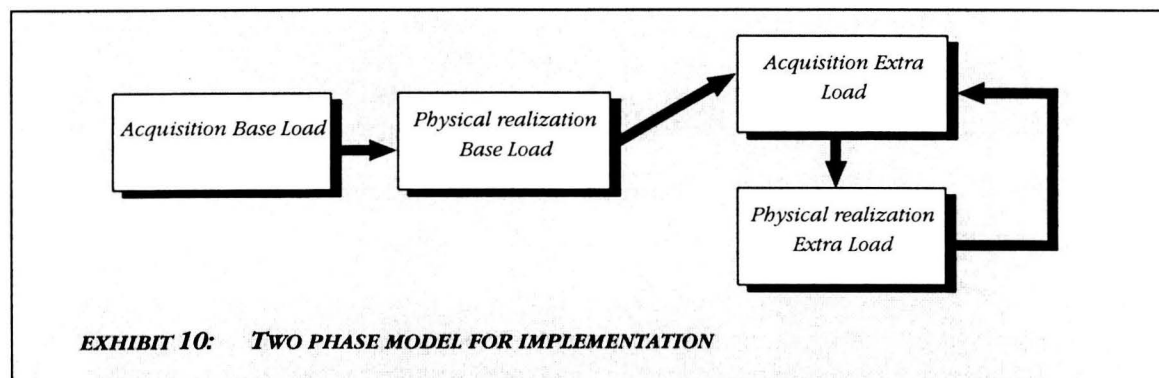 Acquisition Base Load
Physical realization
Base Load
Acquisition Extra
Load
Physical realization
Extra Load
EXHIBIT 10: TWO PHASE MODEL FOR IMPLEMENTATION